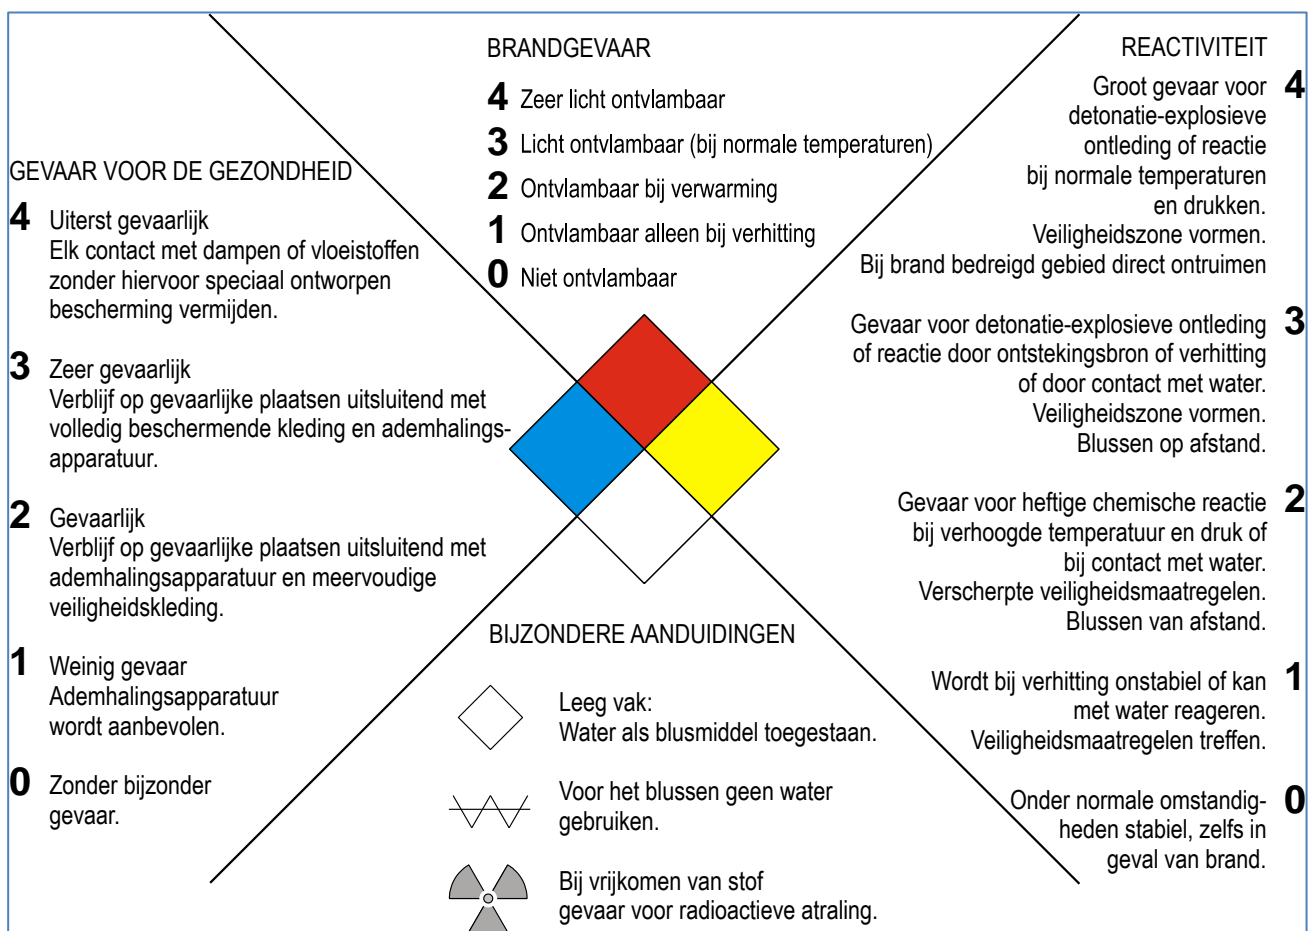 BRANDGEVAAR
4 Zeer licht ontvlambaar
3 Licht ontvlambaar (bij normale temperaturen)
2 Ontvlambaar bij verwarming
1 Ontvlambaar alleen bij verhitting
0 Niet ontvlambaar
GEVAAR VOOR DE GEZONDHEID
4 Uiterst gevaarlijk
Elk contact met dampen of vloeistoffen
zonder hiervoor speciaal ontworpen
bescherming vermijden.
3 Zeer gevaarlijk
Verblijf op gevaarlijke plaatsen uitsluitend met
volledig beschermende kleding en ademhalings-
apparatuur.
2 Gevaarlijk
Verblijf op gevaarlijke plaatsen uitsluitend met
ademhalingsapparatuur en meervoudige
veiligheidskleding.
1 Weinig gevaar
Ademhalingsapparatuur
wordt aanbevolen.
0 Zonder bijzonder
gevaar.
REACTIVITEIT
Groot gevaar voor 4
detonatie-explosieve
ontleding of reactie
bij normale temperaturen
en drukken.
Veiligheidszone vormen.
Bij brand bedreigd gebied direct ontruimen
Gevaar voor detonatie-explosieve ontleding 3
of reactie door ontstekingsbron of verhitting
of door contact met water.
Veiligheidszone vormen.
Blussen op afstand.
Gevaar voor heftige chemische reactie 2
bij verhoogde temperatuur en druk of
bij contact met water.
Verscherpte veiligheidsmaatregelen.
Blussen van afstand.
Wordt bij verhitting onstabiel of kan 1
met water reageren.
Veiligheidsmaatregelen treffen.
Onder normale omstandig- 0
heden stabiel, zelfs in
geval van brand.
BIJZONDERE AANDUIDINGEN
Leeg vak:
Water als blusmiddel toegestaan.
Voor het blussen geen water
gebruiken.
Bij vrijkomen van stof
gevaar voor radioactieve atraling.